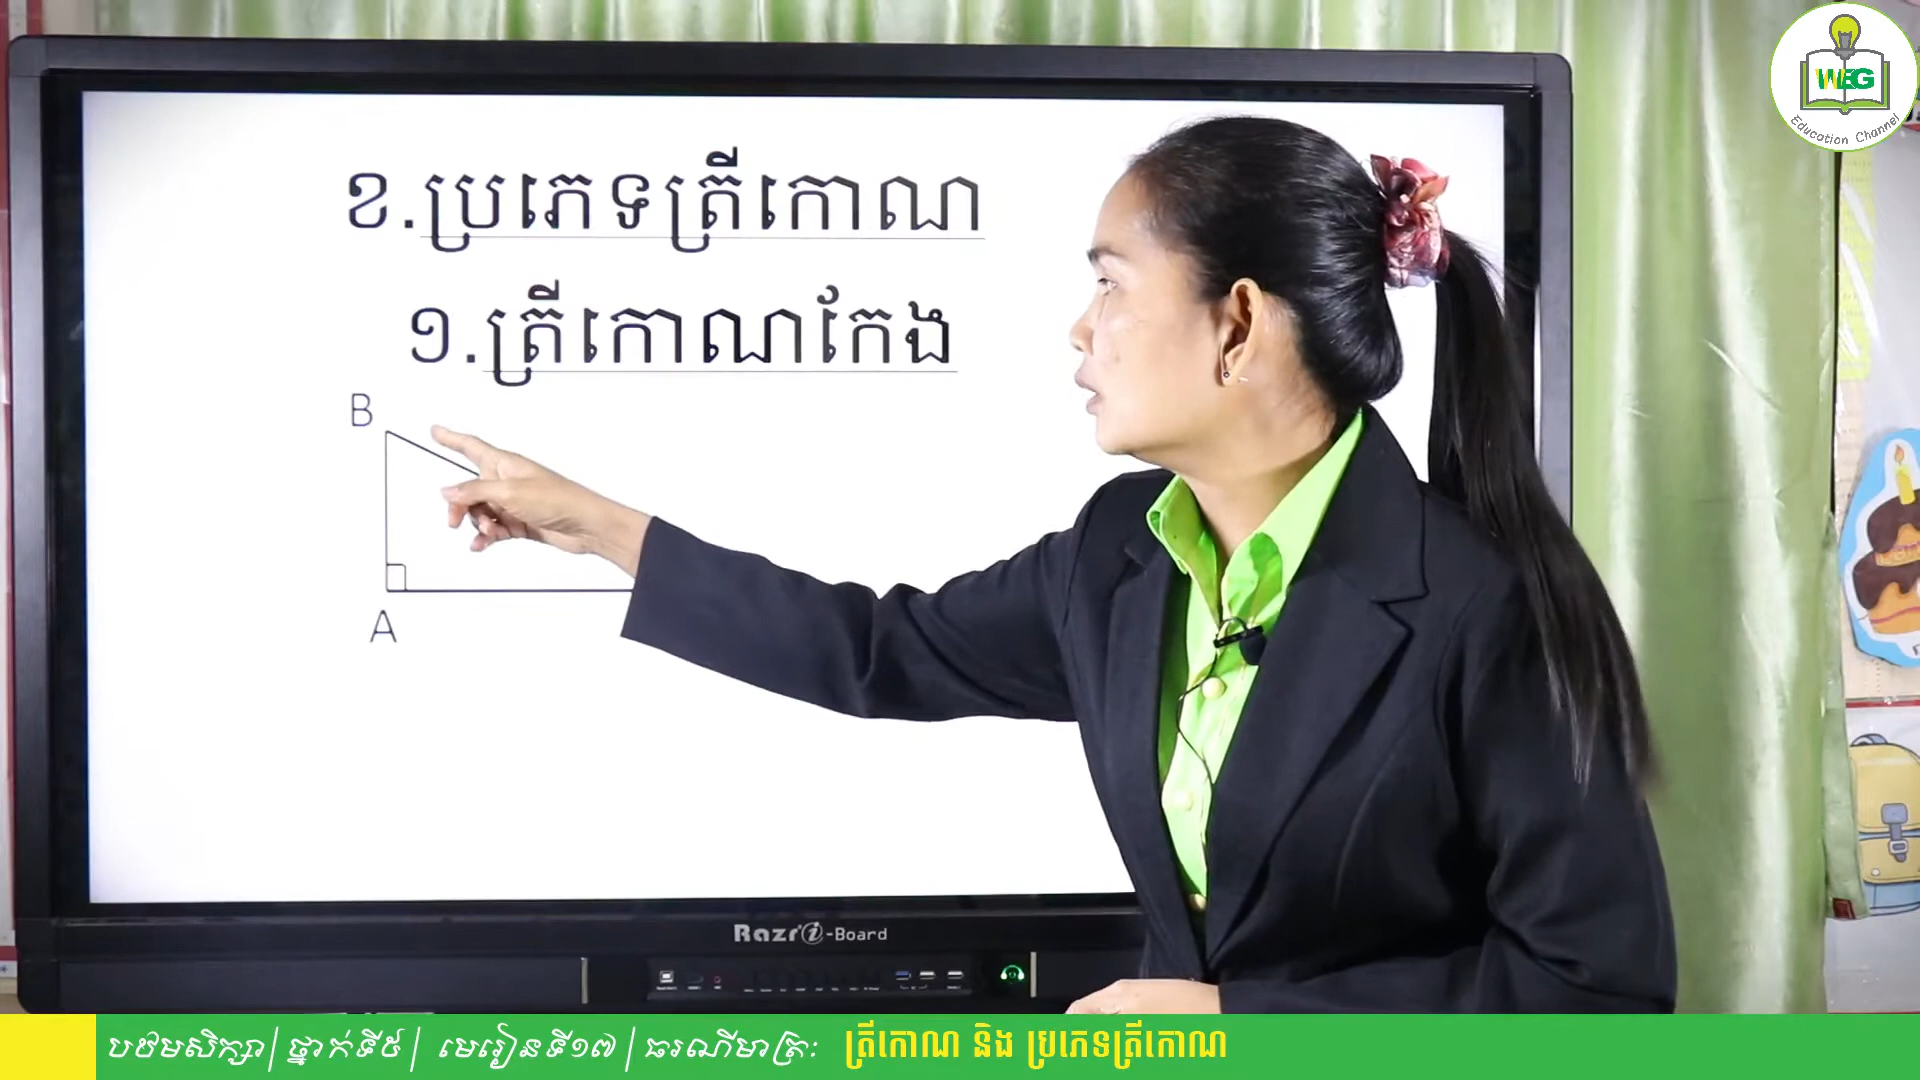 ខ.ប្រភេទត្រីកោណ
១.ត្រីកោណកែង
B
A
WEG
Education Channel
Razr i-Board
បឋមសិក្សា| ថ្នាក់ទី៥| មេរៀនទី១៧|ធរណីមាត្រ: ត្រីកោណ និង ប្រភេទត្រីកោណ